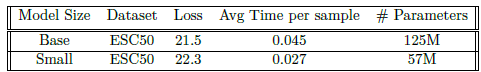 Model Size Dataset Loss Avg Time per sample # Parameters
Base ESC50 21.5 0.045 125M
Small ESC50 22.3 0.027 57M